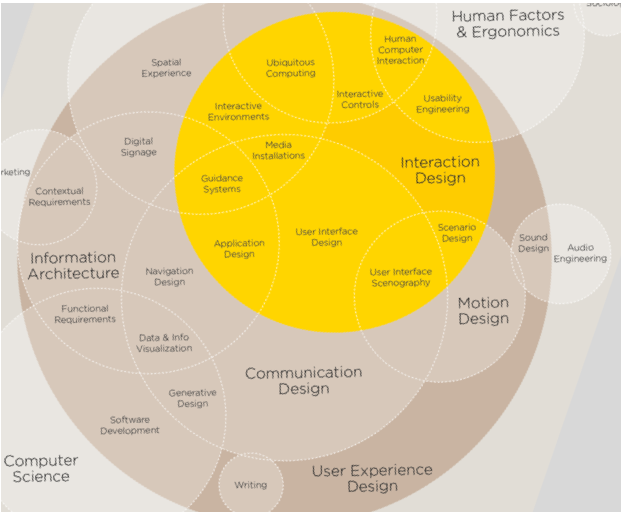 Human Factors
& Ergonomics
Human
Computer
Interaction
Spatial
Experience
Ubiquitous
Computing
Interactive
Controls
Usability
Engineering
Interactive
Environments
Digital
Signage
Media
Installations
Interaction
Design
rketing
Contextual
Requirements
Guidance
Systems
User Interface
Design
Scenario
Design
Sound
Design
Audio
Engineering
Information
Architecture
Application
Design
Navigation
Design
User Interface
Scenography
Motion
Design
Functional
Requirements
Data & Info
Visualization
Communication
Design
Generative
Design
Software
Development
Computer
Science
User Experience
Design
Writing